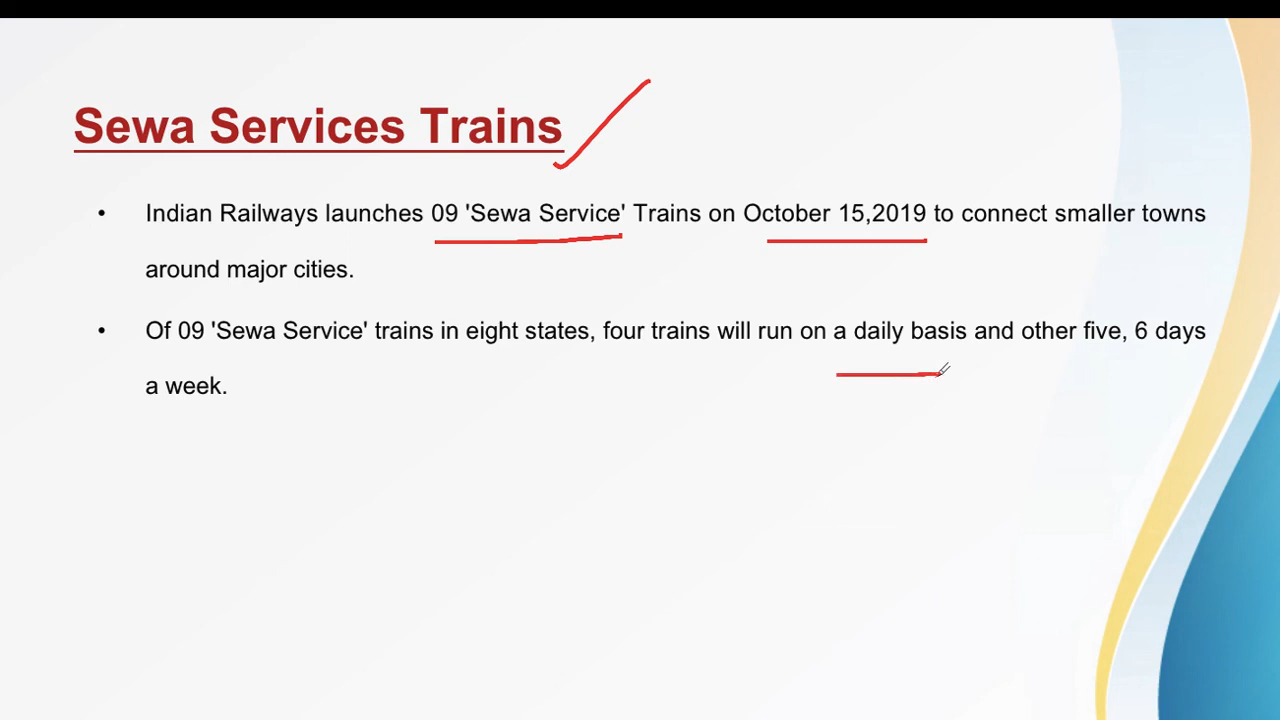 Sewa Services Trains
• Indian Railways launches 09 'Sewa Service' Trains on October 15,2019 to connect smaller towns
around major cities.
• Of 09 'Sewa Service' trains in eight states, four trains will run on a daily basis and other five, 6 days
a week.